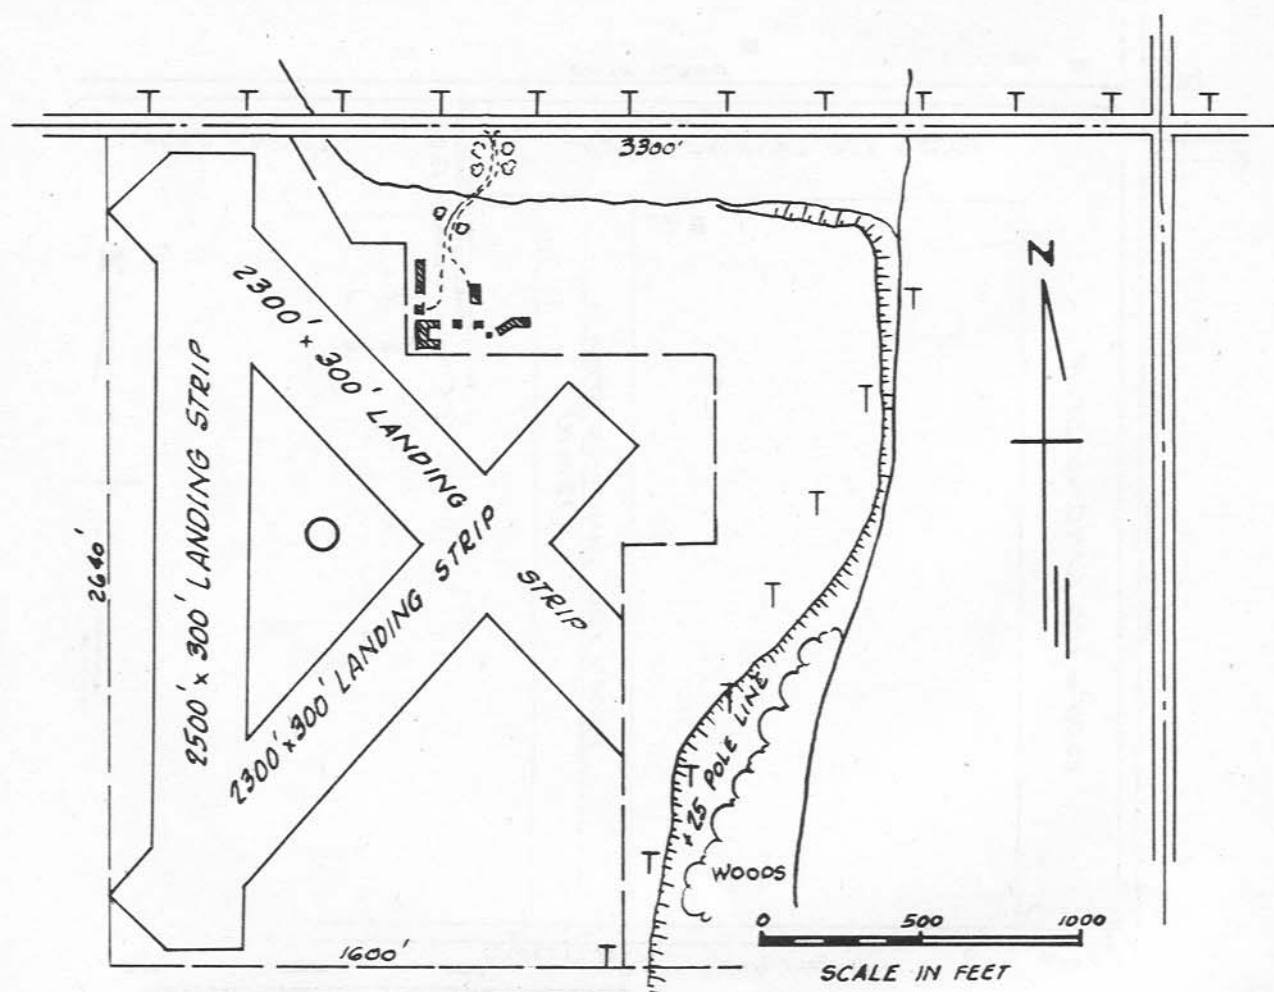 3300'
N
2300' + 300' LANDING STRIP
2500' x 300' LANDING STRIP
2300' x 300' LANDING STRIP
2640'
+25 POLE LINE
WOODS
1600'
0 500 1000
SCALE IN FEET